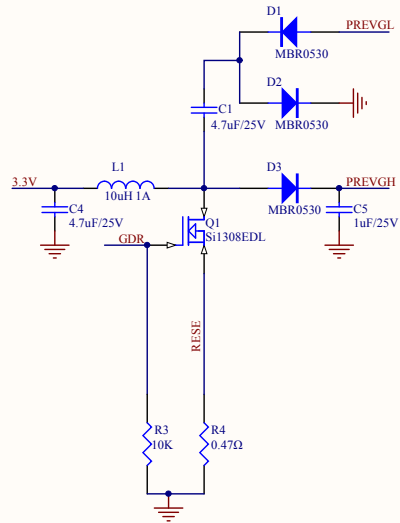 D1
PREVGL
MBR0530
D2
MBR0530
C1
4.7uF/25V
L1
3.3V
10uH 1A
D3
PREVGH
MBR0530
C4
4.7uF/25V
C5
1uF/25V
Q1
Si1308EDL
GDR
RESE
R3
10K
R4
0.47Ω